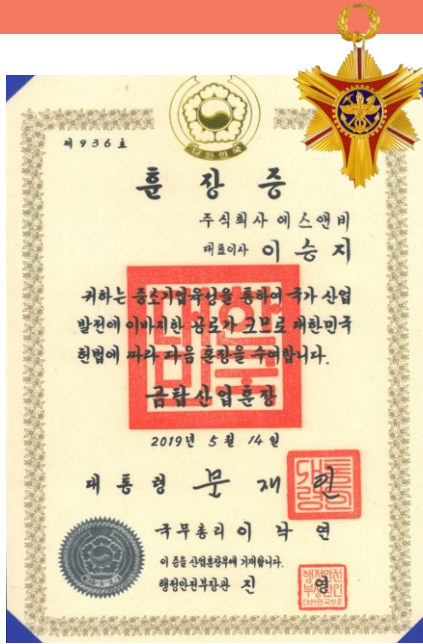 제 936 호
훈장증
주식회사 에스앤비
대표이사 이승지
귀하는 중소기업육성을 통하여 국가 산업
발전에 이바지한 공로가 크므로 대한민국
헌법에 따라 다음 훈장을 수여합니다.
금탑산업훈장
2019년 5월 14일
대통령 문재인
국무총리 이낙연
이 증을 산업훈장부에 기재합니다.
행정안전부장관 진영